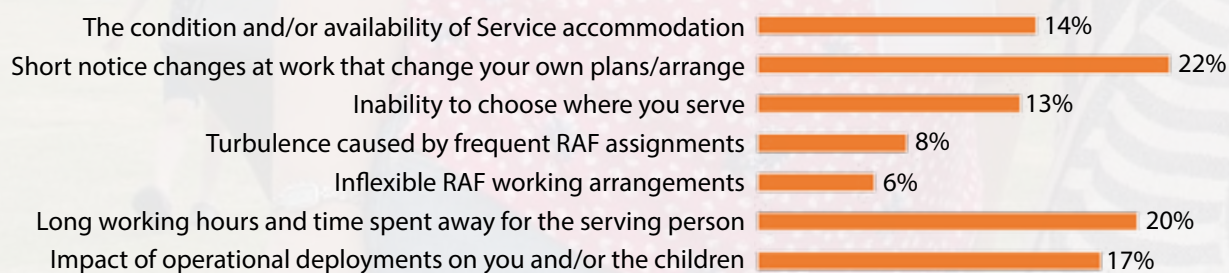 The condition and/or availability of Service accommodation 14%
Short notice changes at work that change your own plans/arrange 22%
Inability to choose where you serve 13%
Turbulence caused by frequent RAF assignments 8%
Inflexible RAF working arrangements 6%
Long working hours and time spent away for the serving person 20%
Impact of operational deployments on you and/or the children 17%